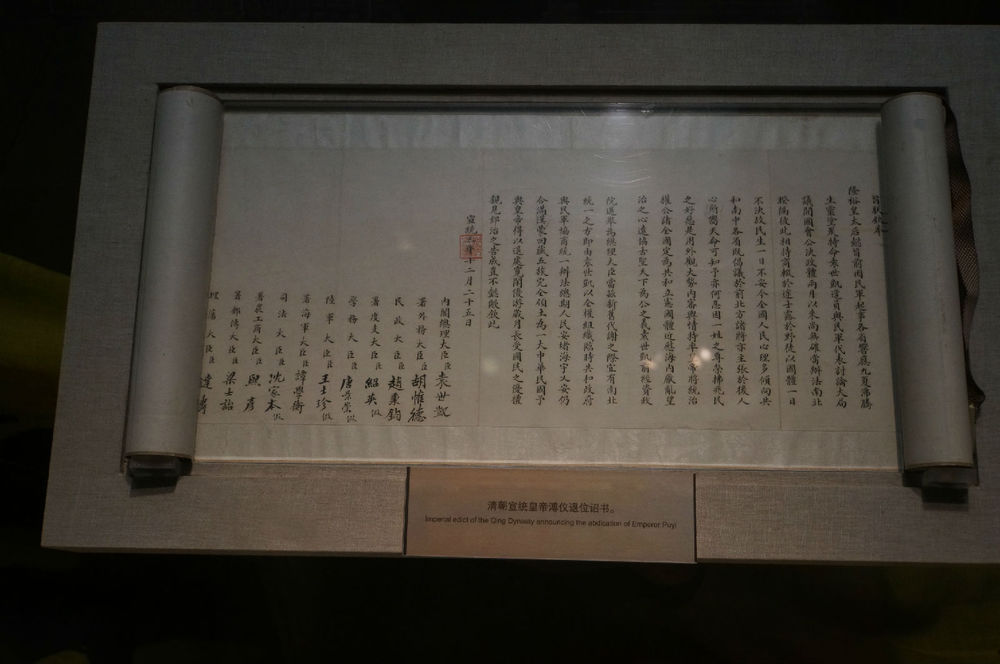 旨朕欽奉
隆裕皇太后懿旨前因民軍起事各省響應九夏沸騰
生靈塗炭特命袁世凱遣員與民軍代表討論大局
議開國會公決政體兩月以來尚無確當辦法南北
暌隔彼此相持商輟於途士露於野徒以國體一日
不決故民生一日不安今全國人民心理多傾向共
和南中各省既倡議於前北方諸將亦主張於後人
心所嚮天命可知予亦何忍因一姓之尊榮拂兆民
之好惡是用外觀大勢內審輿情特率皇帝將統治
權公諸全國定為共和立憲國體近慰海內厭亂望
治之心遠協古聖天下為公之義袁世凱前經資政
院選舉為總理大臣當茲新舊代謝之際宜有南北
統一之方即由袁世凱以全權組織臨時共和政府
與民軍協商統一辦法總期人民安堵海宇乂安仍
合滿漢蒙回藏五族完全領土為一大中華民國予
與皇帝得以退處寬閒優游歲月長受國民之優禮
親見郅治之告成豈不懿歟欽此
宣統三年十二月二十五日
內閣總理大臣臣袁世凱
署外務大臣臣胡惟德
民政大臣臣趙秉鈞
署度支大臣臣紹英假
學務大臣臣唐景崇假
陸軍大臣臣王士珍假
署海軍大臣臣譚學衡
司法大臣臣沈家本假
署農工商大臣臣熙彥
署郵傳大臣臣梁士詒
理藩大臣臣達壽
清朝宣统皇帝溥仪退位诏书。
Imperial edict of the Qing Dynasty announcing the abdication of Emperor Puyi